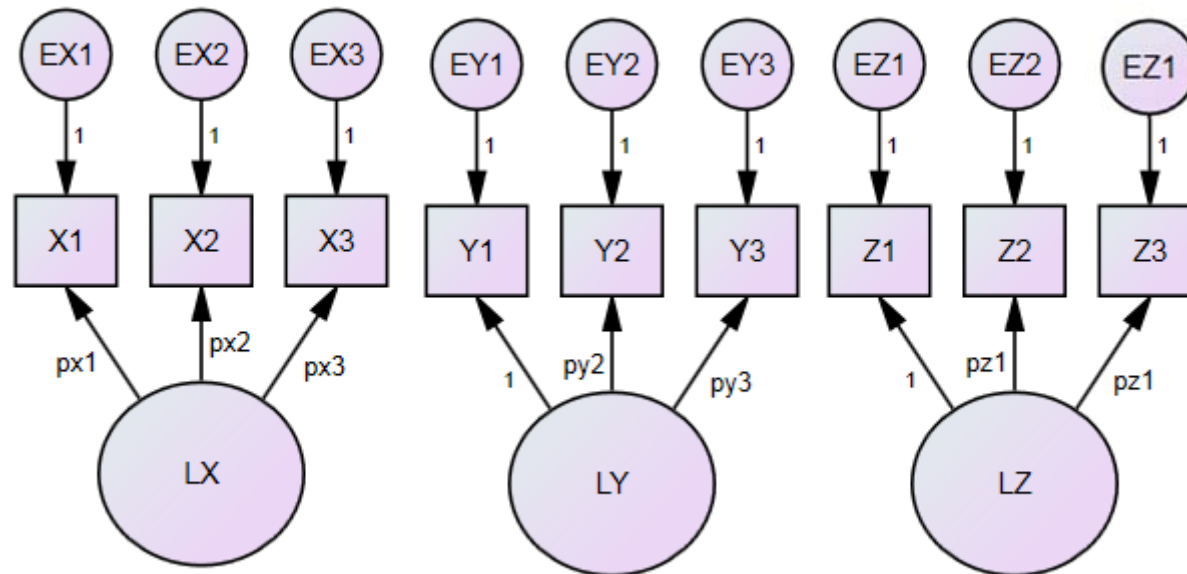 EX1 EX2 EX3 EY1 EY2 EY3 EZ1 EZ2 EZ1
1 1 1 1 1 1 1 1 1
X1 X2 X3 Y1 Y2 Y3 Z1 Z2 Z3
px1 px2 px3 1 py2 py3 1 pz1 pz1
LX LY LZ